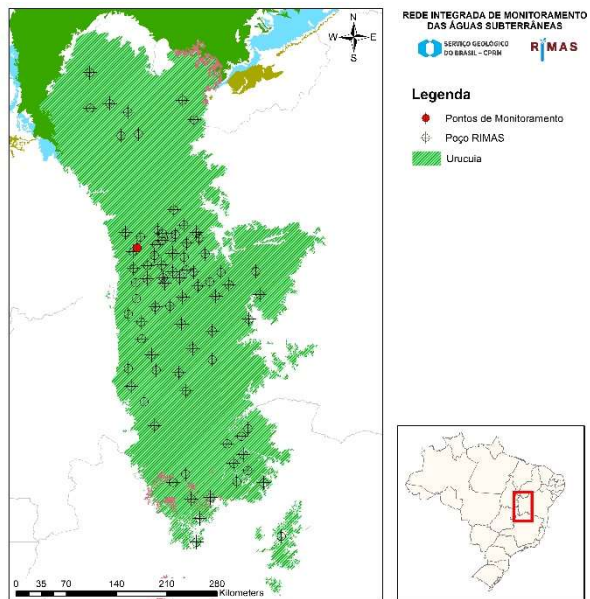 REDE INTEGRADA DE MONITORAMENTO
DAS ÁGUAS SUBTERRÂNEAS
SERVIÇO GEOLÓGICO
DO BRASIL – CPRM
RIMAS
Legenda
Pontos de Monitoramento
Poço RIMAS
Urucuia
N
W
E
S
0 35 70 140 210 280
Kilometers